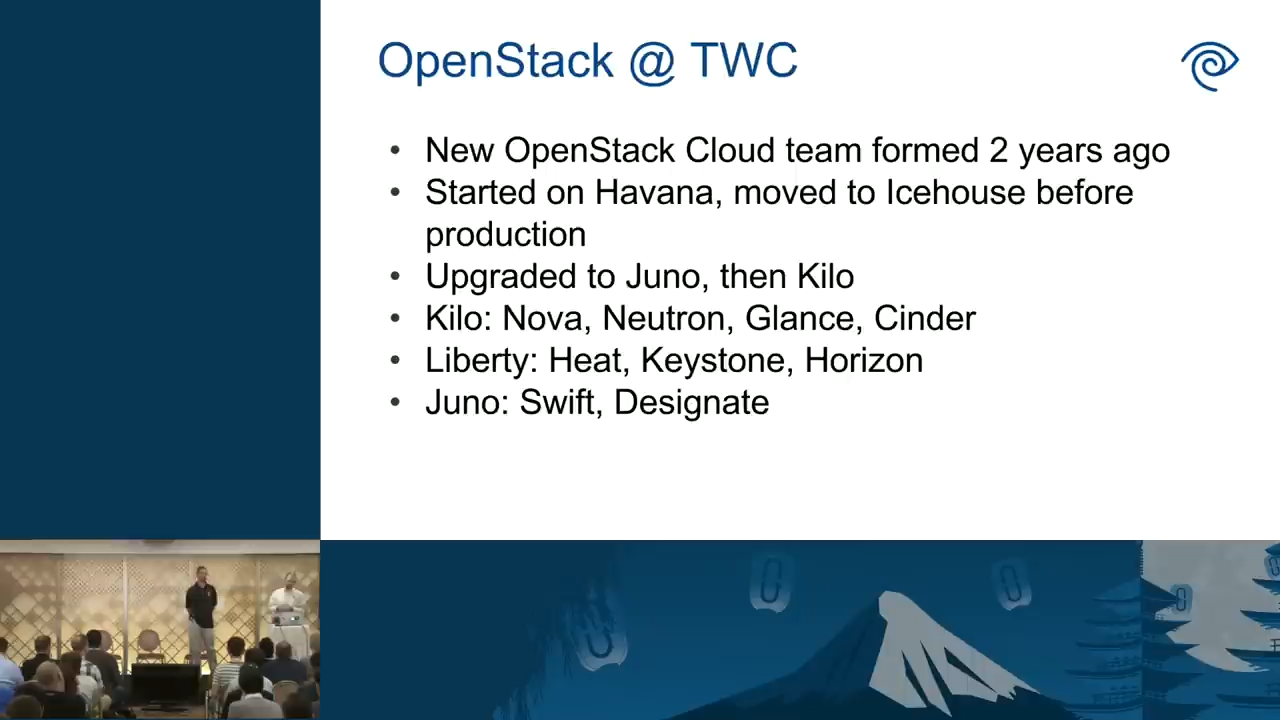 OpenStack @ TWC
• New OpenStack Cloud team formed 2 years ago
• Started on Havana, moved to Icehouse before
production
• Upgraded to Juno, then Kilo
• Kilo: Nova, Neutron, Glance, Cinder
• Liberty: Heat, Keystone, Horizon
• Juno: Swift, Designate